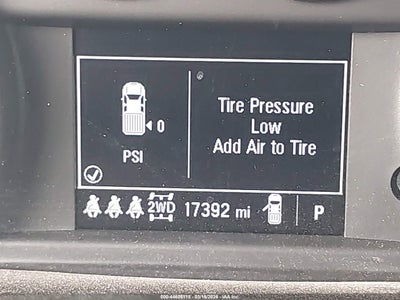 0
PSI
Tire Pressure
Low
Add Air to Tire
2WD 17392 mi P